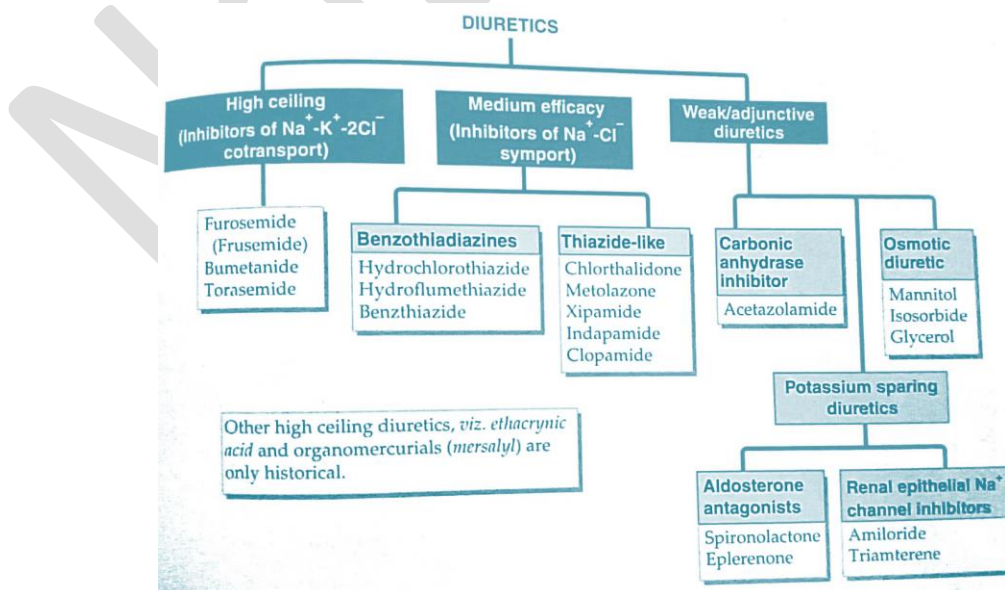 DIURETICS
High ceiling
(Inhibitors of Na⁺-K⁺-2Cl⁻
cotransport)
Medium efficacy
(Inhibitors of Na⁺-Cl⁻
symport)
Weak/adjunctive
diuretics
Furosemide
(Frusemide)
Bumetanide
Torasemide
Benzothiadiazines
Hydrochlorothiazide
Hydroflumethiazide
Benzthiazide
Thiazide-like
Chlorthalidone
Metolazone
Xipamide
Indapamide
Clopamide
Carbonic
anhydrase
inhibitor
Acetazolamide
Osmotic
diuretic
Mannitol
Isosorbide
Glycerol
Potassium sparing
diuretics
Other high ceiling diuretics, viz. ethacrynic
acid and organomercurials (mersalyl) are
only historical.
Aldosterone
antagonists
Spironolactone
Eplerenone
Renal epithelial Na⁺
channel inhibitors
Amiloride
Triamterene